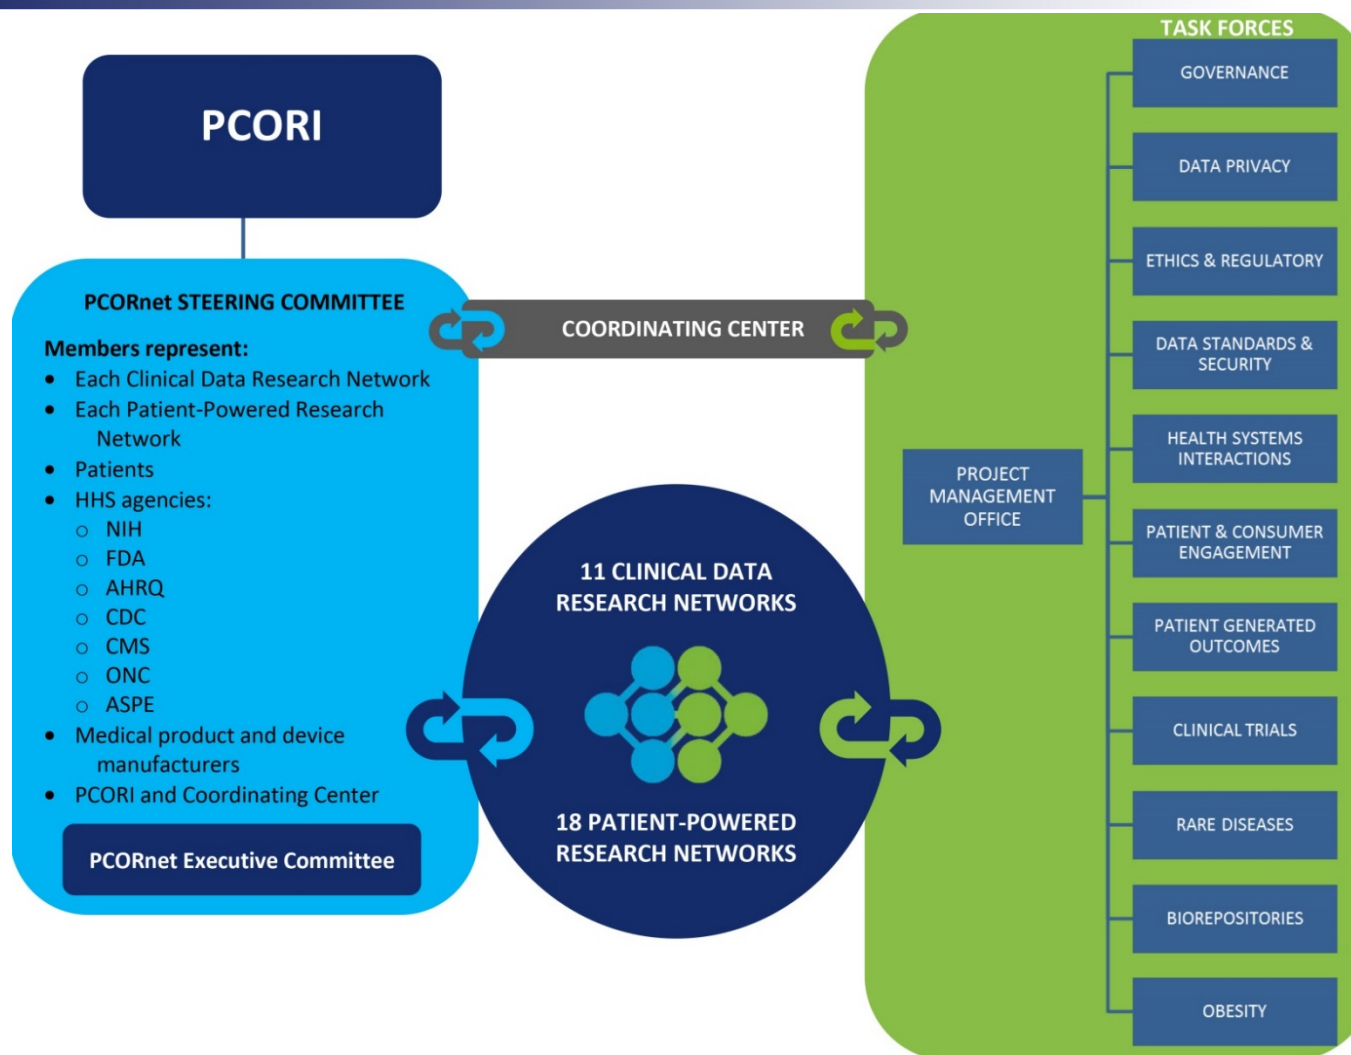 PCORI
PCORnet STEERING COMMITTEE
Members represent:
• Each Clinical Data Research Network
• Each Patient-Powered Research
Network
• Patients
• HHS agencies:
o NIH
o FDA
o AHRQ
o CDC
o CMS
o ONC
o ASPE
• Medical product and device
manufacturers
• PCORI and Coordinating Center
PCORnet Executive Committee
COORDINATING CENTER
11 CLINICAL DATA
RESEARCH NETWORKS
18 PATIENT-POWERED
RESEARCH NETWORKS
TASK FORCES
PROJECT
MANAGEMENT
OFFICE
GOVERNANCE
DATA PRIVACY
ETHICS & REGULATORY
DATA STANDARDS &
SECURITY
HEALTH SYSTEMS
INTERACTIONS
PATIENT & CONSUMER
ENGAGEMENT
PATIENT GENERATED
OUTCOMES
CLINICAL TRIALS
RARE DISEASES
BIOREPOSITORIES
OBESITY